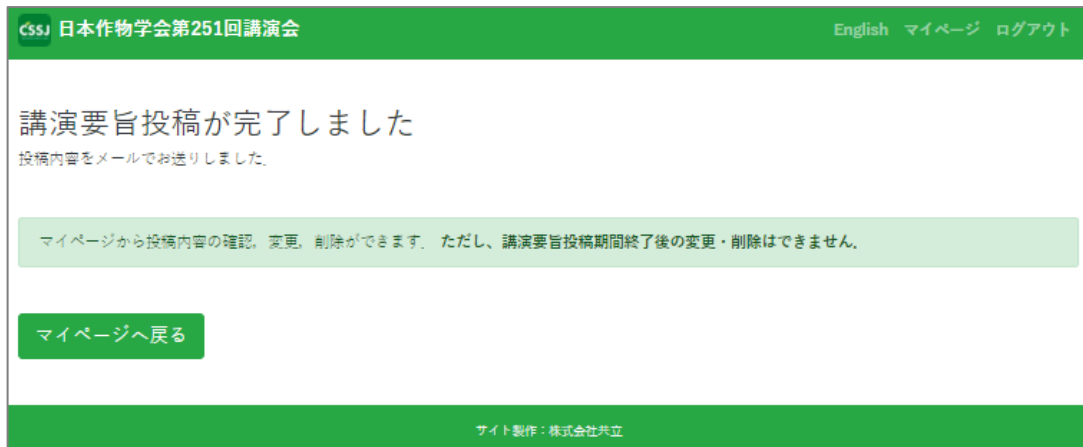 CSSJ 日本作物学会第251回講演会 English マイページ ログアウト
講演要旨投稿が完了しました
投稿内容をメールでお送りしました.
マイページから投稿内容の確認, 変更, 削除ができます. ただし、講演要旨投稿期間終了後の変更・削除はできません.
マイページへ戻る
サイト製作：株式会社共立